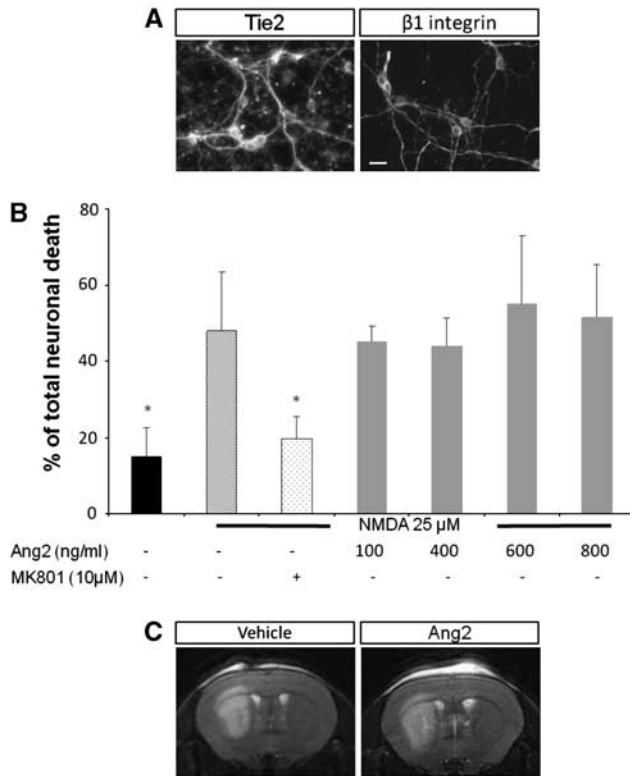 A
Tie2 β1 integrin
B
% of total neuronal death
80
60
40
20
0
* *
NMDA 25 µM
Ang2 (ng/ml) - - - 100 400 600 800
MK801 (10µM) - - + - - - -
C
Vehicle Ang2